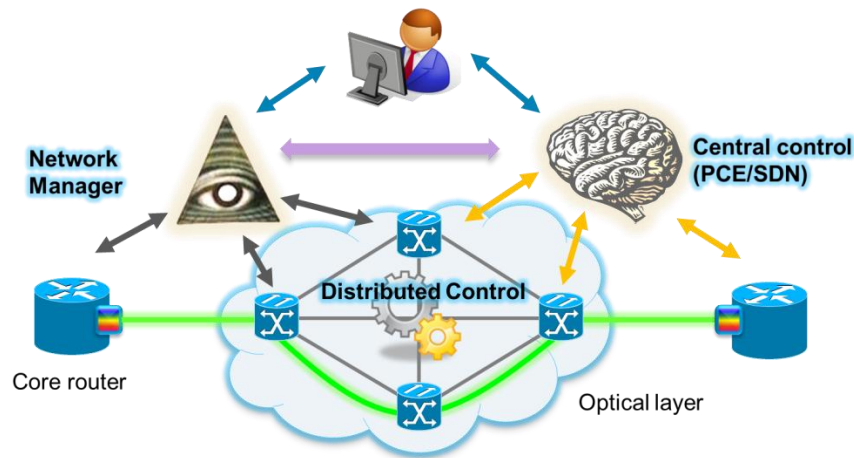 Network
Manager
Central control
(PCE/SDN)
Distributed Control
Core router
Optical layer